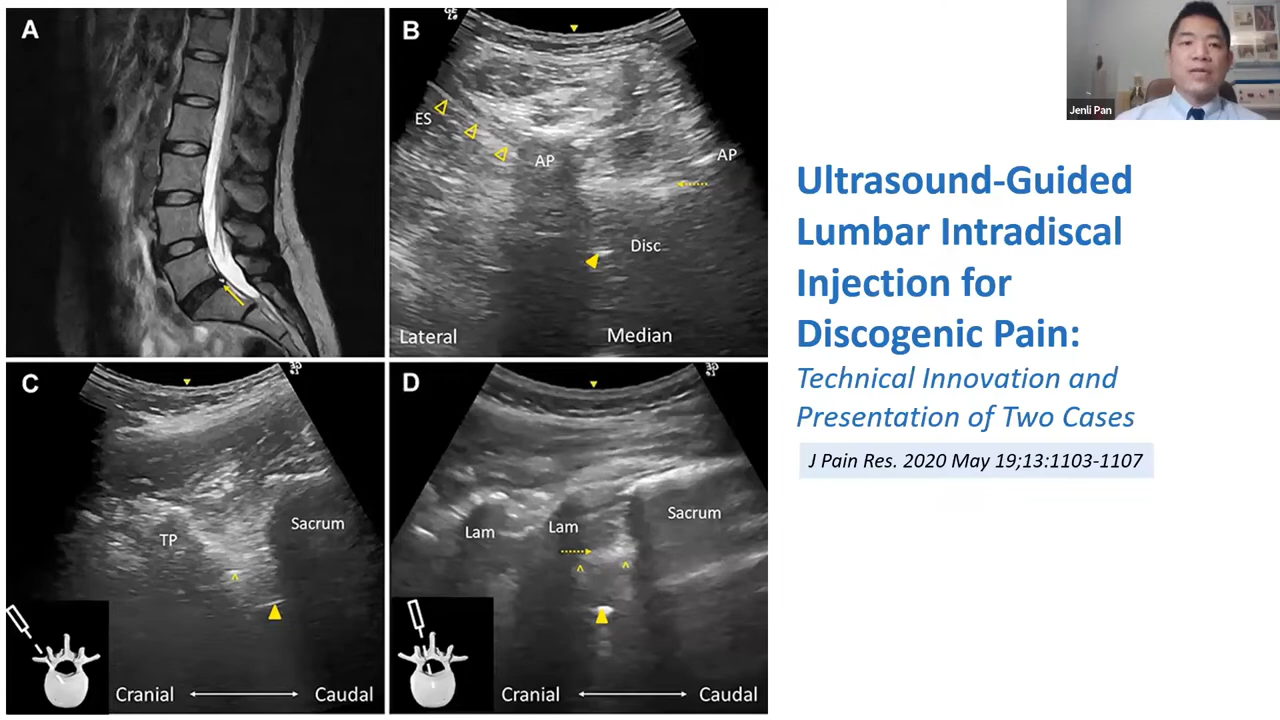 A
B
ES
AP
AP
Disc
Lateral
Median
C
TP
Sacrum
Cranial
Caudal
D
Lam
Lam
Sacrum
Cranial
Caudal
Jenli Pan
Ultrasound-Guided
Lumbar Intradiscal
Injection for
Discogenic Pain:
Technical Innovation and
Presentation of Two Cases
J Pain Res. 2020 May 19;13:1103-1107